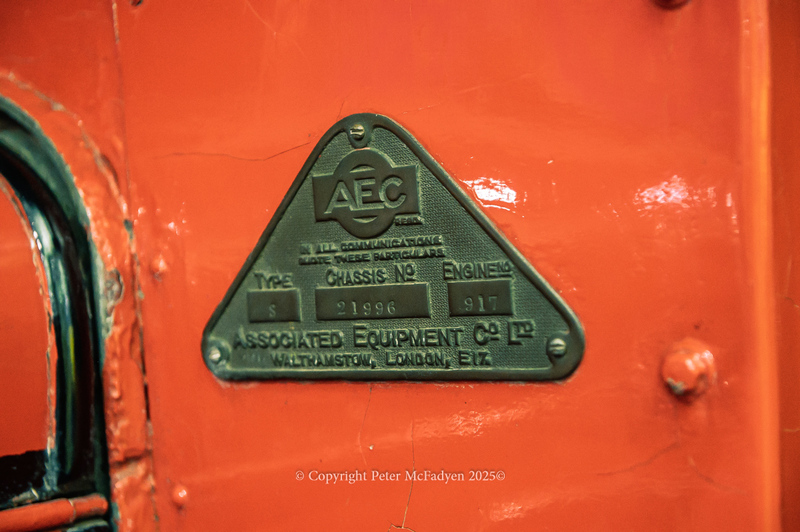 AEC
IN ALL COMMUNICATIONS
QUOTE THESE PARTICULARS.
TYPE CHASSIS NO ENGINE NO
S 21996 917
ASSOCIATED EQUIPMENT CO LTD
WALTHAMSTOW, LONDON, E17.
© Copyright Peter McFadyen 2025©